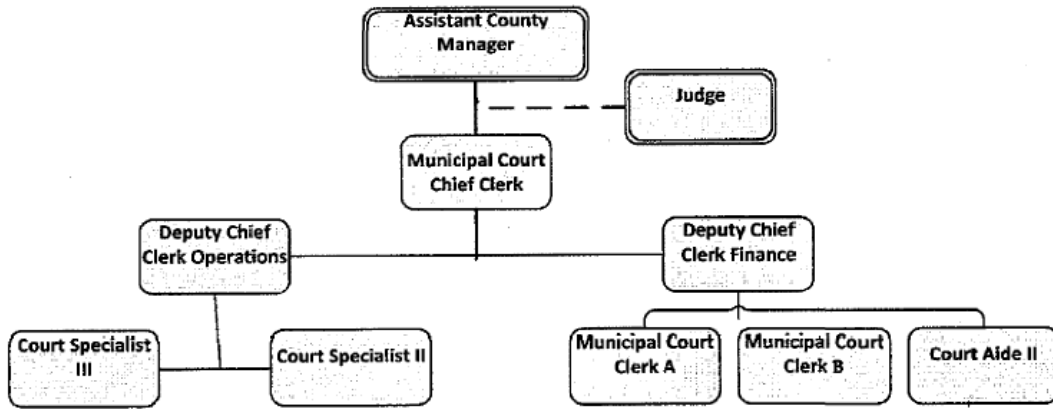 Assistant County
Manager
Judge
Municipal Court
Chief Clerk
Deputy Chief
Clerk Operations
Deputy Chief
Clerk Finance
Court Specialist
III
Court Specialist II
Municipal Court
Clerk A
Municipal Court
Clerk B
Court Aide II